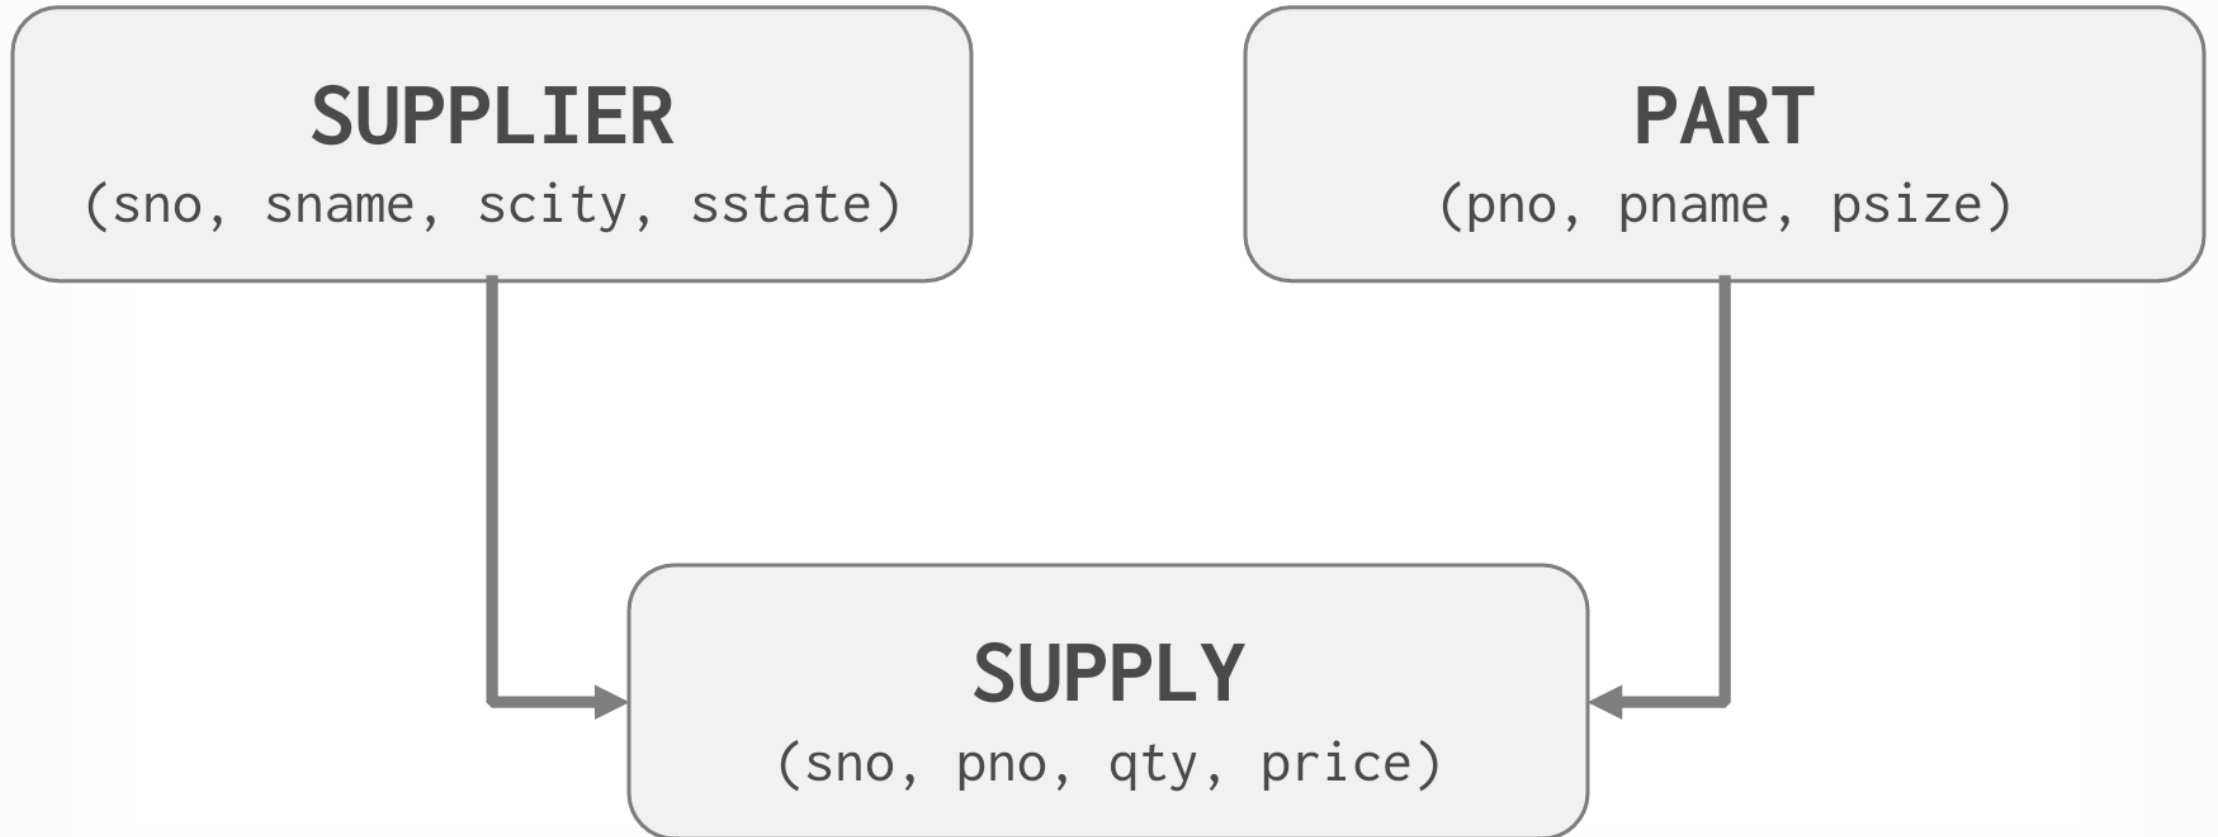 SUPPLIER
(sno, sname, scity, sstate)
PART
(pno, pname, psize)
SUPPLY
(sno, pno, qty, price)